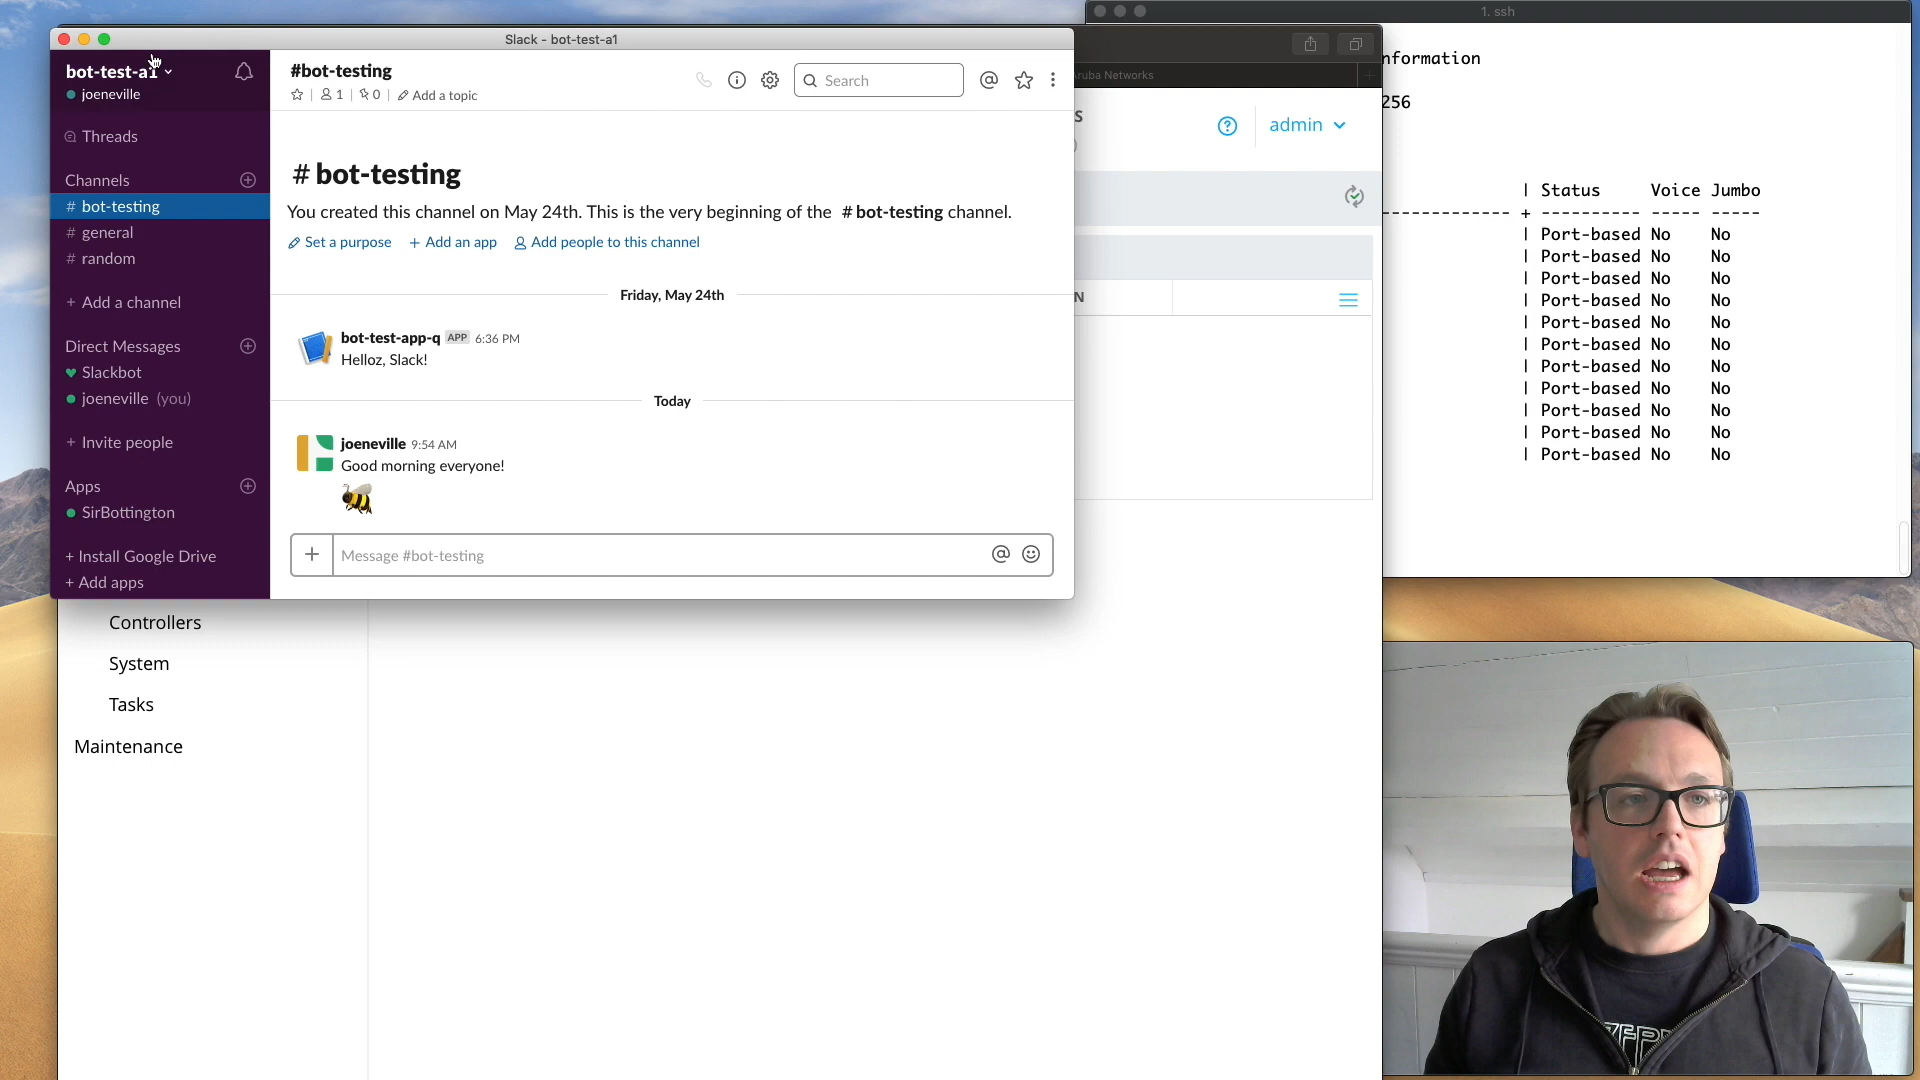 1. ssh
Slack - bot-test-a1
bot-test-a1
joeneville
Threads
Channels
# bot-testing
# general
# random
+ Add a channel
Direct Messages
Slackbot
joeneville (you)
+ Invite people
Apps
SirBottington
+ Install Google Drive
+ Add apps
#bot-testing
1
0
Add a topic
Search
# bot-testing
You created this channel on May 24th. This is the very beginning of the # bot-testing channel.
Set a purpose + Add an app Add people to this channel
Friday, May 24th
bot-test-app-q APP 6:36 PM
Helloz, Slack!
Today
joeneville 9:54 AM
Good morning everyone!
Message #bot-testing
Aruba Networks
S
)
admin
N
Controllers
System
Tasks
Maintenance
nformation
256
| Status Voice Jumbo
------------- + ---------- ----- -----
| Port-based No No
| Port-based No No
| Port-based No No
| Port-based No No
| Port-based No No
| Port-based No No
| Port-based No No
| Port-based No No
| Port-based No No
| Port-based No No
| Port-based No No